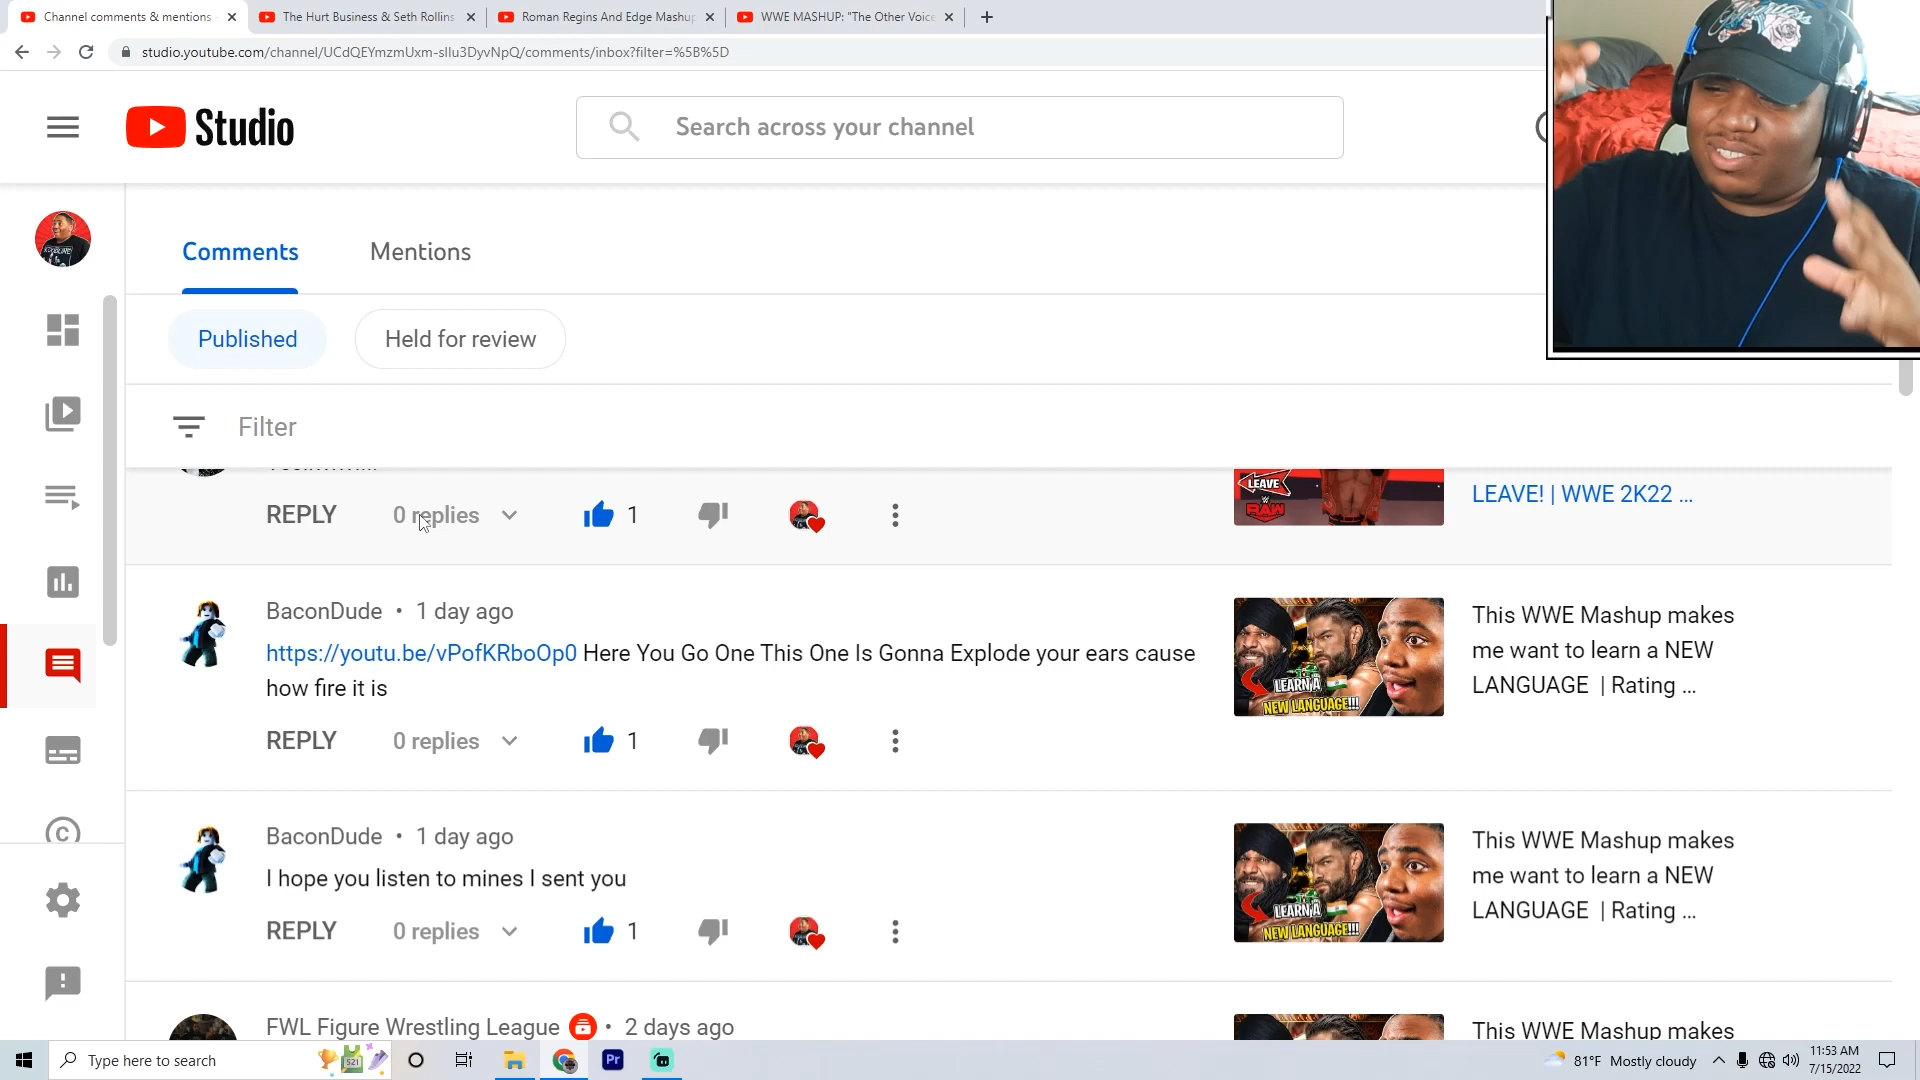 Channel comments & mentions
The Hurt Business & Seth Rollins
Roman Regins And Edge Mashup
WWE MASHUP: "The Other Voice
studio.youtube.com/channel/UCdQEYmzmUxm-sIlu3DyvNpQ/comments/inbox?filter=%5B%5D
Studio
Search across your channel
Comments
Mentions
Published
Held for review
Filter
LEAVE
RAW
LEAVE! | WWE 2K22 ...
REPLY
0 replies
1
BaconDude • 1 day ago
https://youtu.be/vPofKRboOp0 Here You Go One This One Is Gonna Explode your ears cause
how fire it is
REPLY
0 replies
1
LEARN A
NEW LANGUAGE!!!
This WWE Mashup makes
me want to learn a NEW
LANGUAGE | Rating ...
BaconDude • 1 day ago
I hope you listen to mines I sent you
REPLY
0 replies
1
LEARN A
NEW LANGUAGE!!!
This WWE Mashup makes
me want to learn a NEW
LANGUAGE | Rating ...
FWL Figure Wrestling League • 2 days ago
This WWE Mashup makes
Type here to search
Pr
81°F Mostly cloudy
11:53 AM
7/15/2022